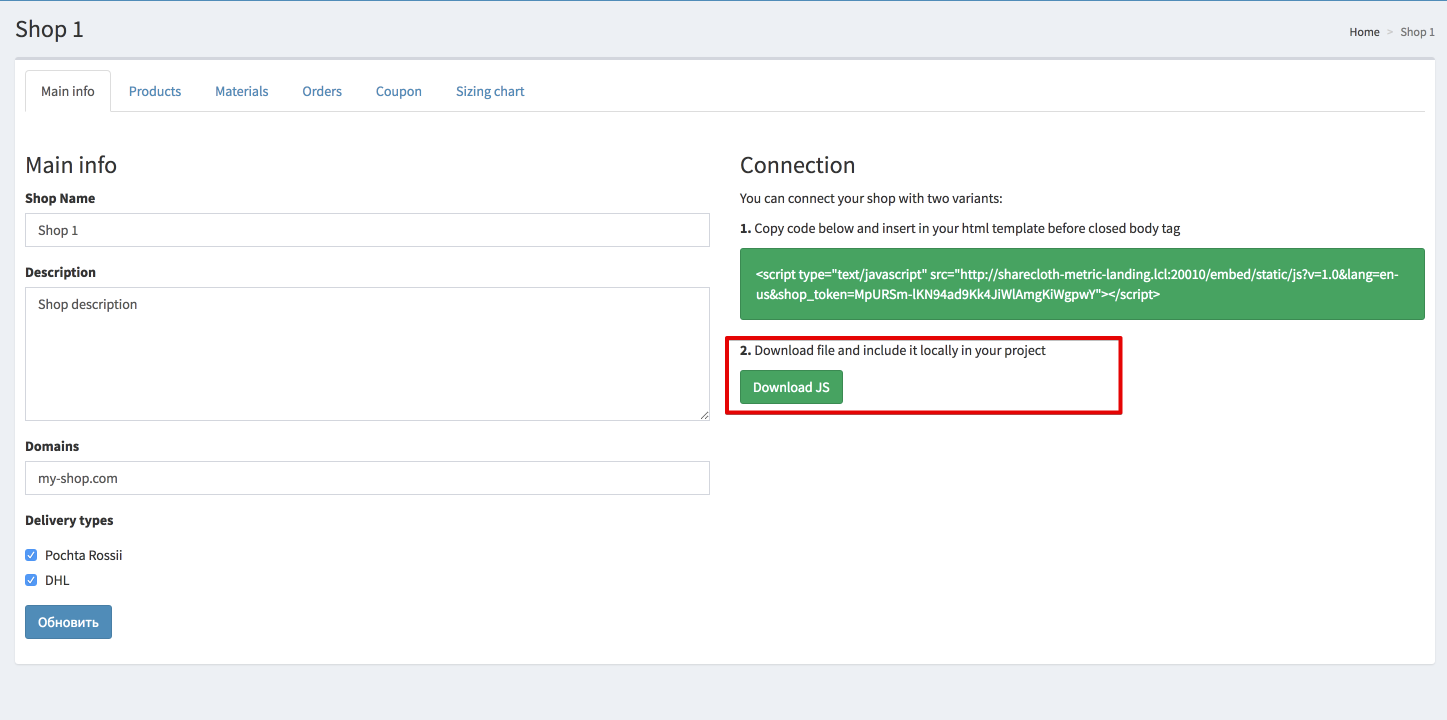 Shop 1
Home > Shop 1
Main info
Products
Materials
Orders
Coupon
Sizing chart
Main info
Shop Name
Shop 1
Description
Shop description
Domains
my-shop.com
Delivery types
Pochta Rossii
DHL
Обновить
Connection
You can connect your shop with two variants:
1. Copy code below and insert in your html template before closed body tag
<script type="text/javascript" src="http://sharecloth-metric-landing.lcl:20010/embed/static/js?v=1.0&lang=en-
us&shop_token=MpURSm-lKN94ad9Kk4JiWlAmgKiWgpwY"></script>
2. Download file and include it locally in your project
Download JS